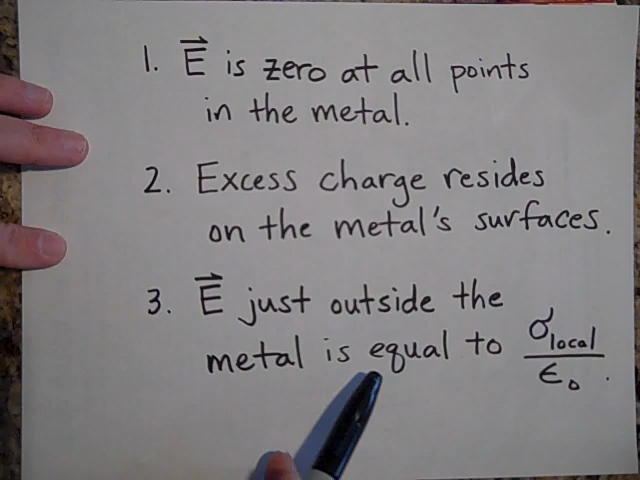 1. E⃗ is zero at all points
in the metal.
2. Excess charge resides
on the metal's surfaces.
3. E⃗ just outside the
metal is equal to σlocal/ϵ₀.